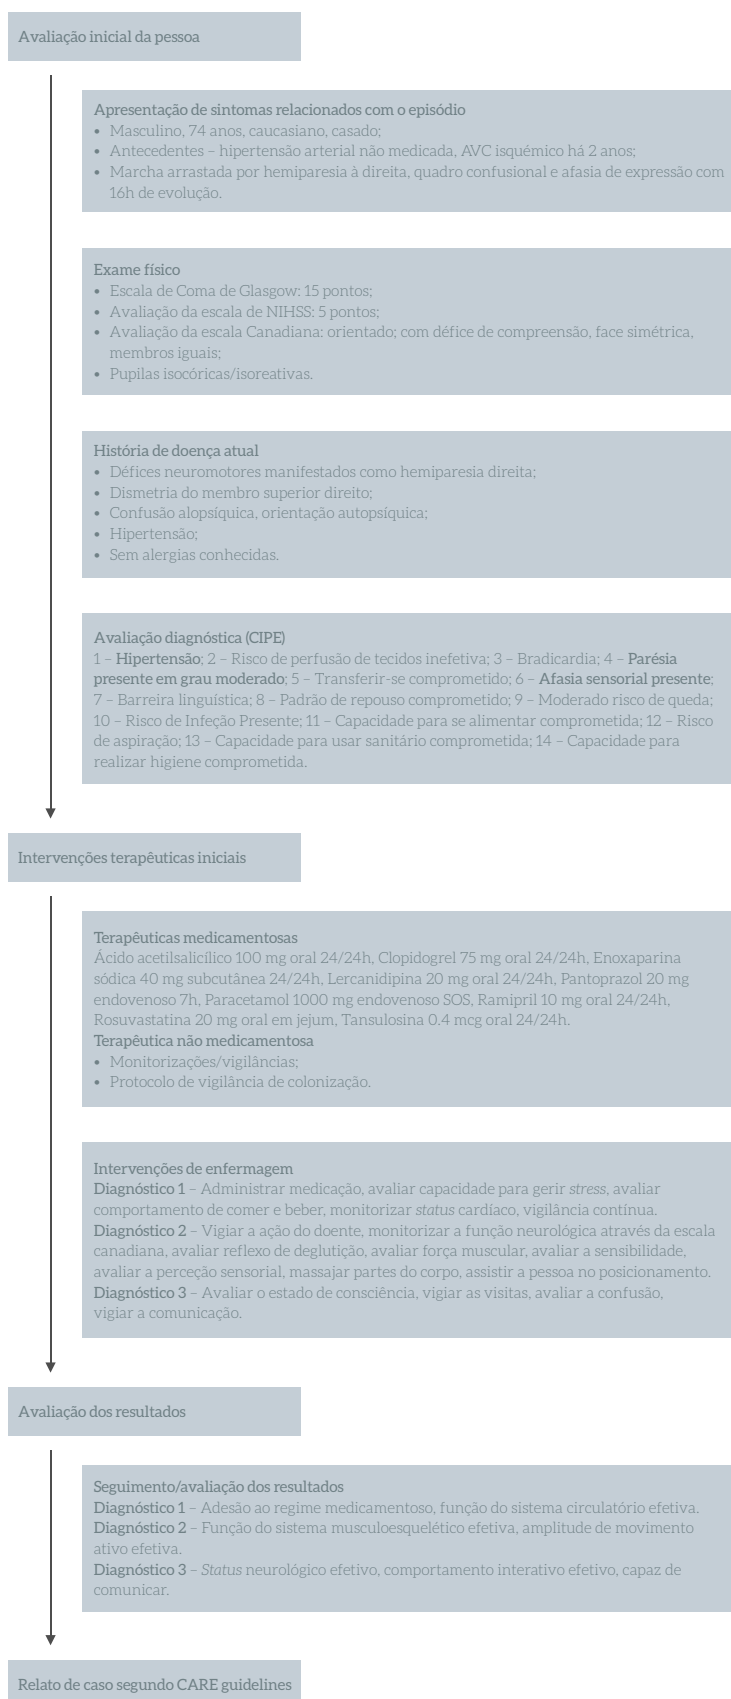 Avaliação inicial da pessoa
Apresentação de sintomas relacionados com o episódio
• Masculino, 74 anos, caucasiano, casado;
• Antecedentes – hipertensão arterial não medicada, AVC isquémico há 2 anos;
• Marcha arrastada por hemiparesia à direita, quadro confusional e afasia de expressão com
16h de evolução.
Exame físico
• Escala de Coma de Glasgow: 15 pontos;
• Avaliação da escala de NIHSS: 5 pontos;
• Avaliação da escala Canadiana: orientado; com défice de compreensão, face simétrica,
membros iguais;
• Pupilas isocóricas/isoreativas.
História de doença atual
• Défices neuromotores manifestados como hemiparesia direita;
• Dismetria do membro superior direito;
• Confusão alopsíquica, orientação autopsíquica;
• Hipertensão;
• Sem alergias conhecidas.
Avaliação diagnóstica (CIPE)
1 – Hipertensão; 2 – Risco de perfusão de tecidos inefetiva; 3 – Bradicardia; 4 – Parésia
presente em grau moderado; 5 – Transferir-se comprometido; 6 – Afasia sensorial presente;
7 – Barreira linguística; 8 – Padrão de repouso comprometido; 9 – Moderado risco de queda;
10 – Risco de Infeção Presente; 11 – Capacidade para se alimentar comprometida; 12 – Risco
de aspiração; 13 – Capacidade para usar sanitário comprometida; 14 – Capacidade para
realizar higiene comprometida.
Intervenções terapêuticas iniciais
Terapêuticas medicamentosas
Ácido acetilsalicílico 100 mg oral 24/24h, Clopidogrel 75 mg oral 24/24h, Enoxaparina
sódica 40 mg subcutânea 24/24h, Lercanidipina 20 mg oral 24/24h, Pantoprazol 20 mg
endovenoso 7h, Paracetamol 1000 mg endovenoso SOS, Ramipril 10 mg oral 24/24h,
Rosuvastatina 20 mg oral em jejum, Tansulosina 0.4 mcg oral 24/24h.
Terapêutica não medicamentosa
• Monitorizações/vigilâncias;
• Protocolo de vigilância de colonização.
Intervenções de enfermagem
Diagnóstico 1 – Administrar medicação, avaliar capacidade para gerir stress, avaliar
comportamento de comer e beber, monitorizar status cardíaco, vigilância contínua.
Diagnóstico 2 – Vigiar a ação do doente, monitorizar a função neurológica através da escala
canadiana, avaliar reflexo de deglutição, avaliar força muscular, avaliar a sensibilidade,
avaliar a perceção sensorial, massajar partes do corpo, assistir a pessoa no posicionamento.
Diagnóstico 3 – Avaliar o estado de consciência, vigiar as visitas, avaliar a confusão,
vigiar a comunicação.
Avaliação dos resultados
Seguimento/avaliação dos resultados
Diagnóstico 1 – Adesão ao regime medicamentoso, função do sistema circulatório efetiva.
Diagnóstico 2 – Função do sistema musculoesquelético efetiva, amplitude de movimento
ativo efetiva.
Diagnóstico 3 – Status neurológico efetivo, comportamento interativo efetivo, capaz de
comunicar.
Relato de caso segundo CARE guidelines